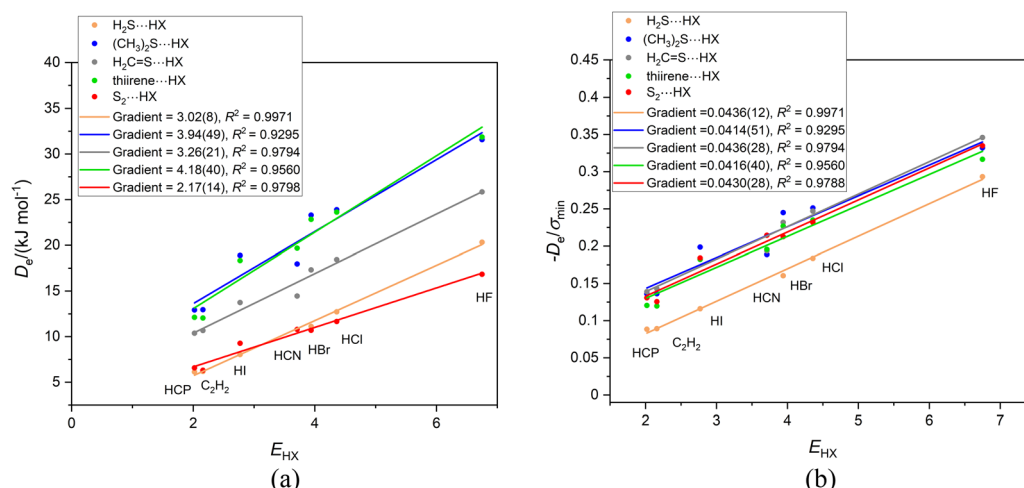 H₂S···HX
(CH₃)₂S···HX
H₂C=S···HX
thiirene···HX
S₂···HX
Gradient = 3.02(8), R² = 0.9971
Gradient = 3.94(49), R² = 0.9295
Gradient = 3.26(21), R² = 0.9794
Gradient = 4.18(40), R² = 0.9560
Gradient = 2.17(14), R² = 0.9798
Dₑ/(kJ mol⁻¹)
40
35
30
25
20
15
10
5
HCP
C₂H₂
HI
HCN
HBr
HCl
HF
0
2
4
6
E_HX
(a)
H₂S···HX
(CH₃)₂S···HX
H₂C=S···HX
thiirene···HX
S₂···HX
Gradient =0.0436(12), R² = 0.9971
Gradient =0.0414(51), R² = 0.9295
Gradient =0.0436(28), R² = 0.9794
Gradient =0.0416(40), R² = 0.9560
Gradient =0.0430(28), R² = 0.9788
-Dₑ/σ_min
0.45
0.40
0.35
0.30
0.25
0.20
0.15
0.10
0.05
0
HCP
C₂H₂
HI
HCN
HBr
HCl
HF
1
2
3
4
5
6
7
E_HX
(b)